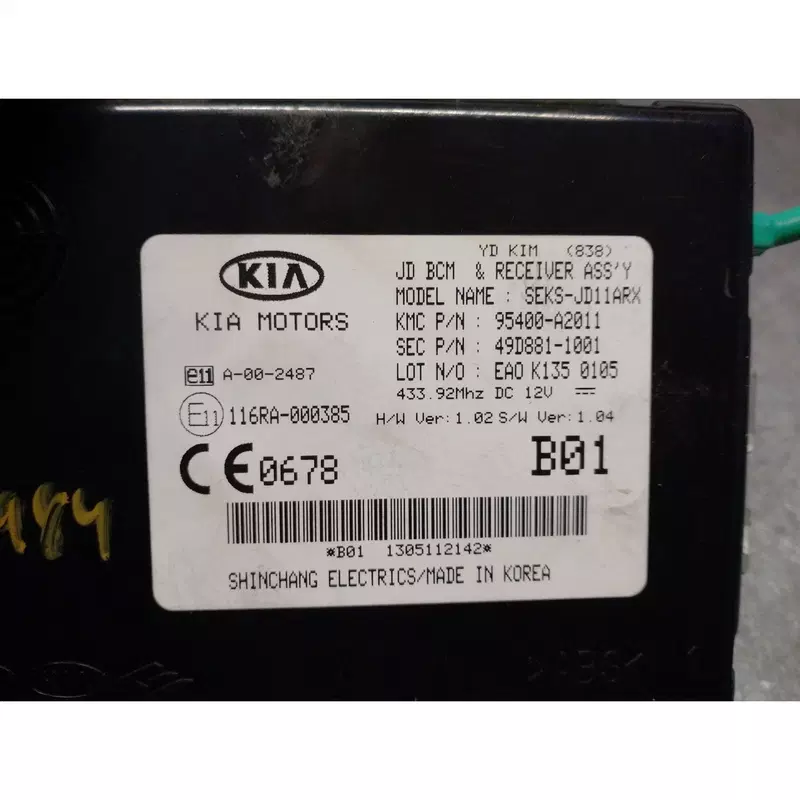 YD KIM (838)
KIA
JD BCM & RECEIVER ASS'Y
MODEL NAME : SEKS-JD11ARX
KIA MOTORS
KMC P/N : 95400-A2011
SEC P/N : 49D881-1001
e11 A-00-2487
LOT N/O : EAO K135 0105
433.92Mhz DC 12V
E11 116RA-000385
H/W Ver:1.02 S/W Ver:1.04
CE0678
B01
*B01 1305112142*
SHINCHANG ELECTRICS/MADE IN KOREA